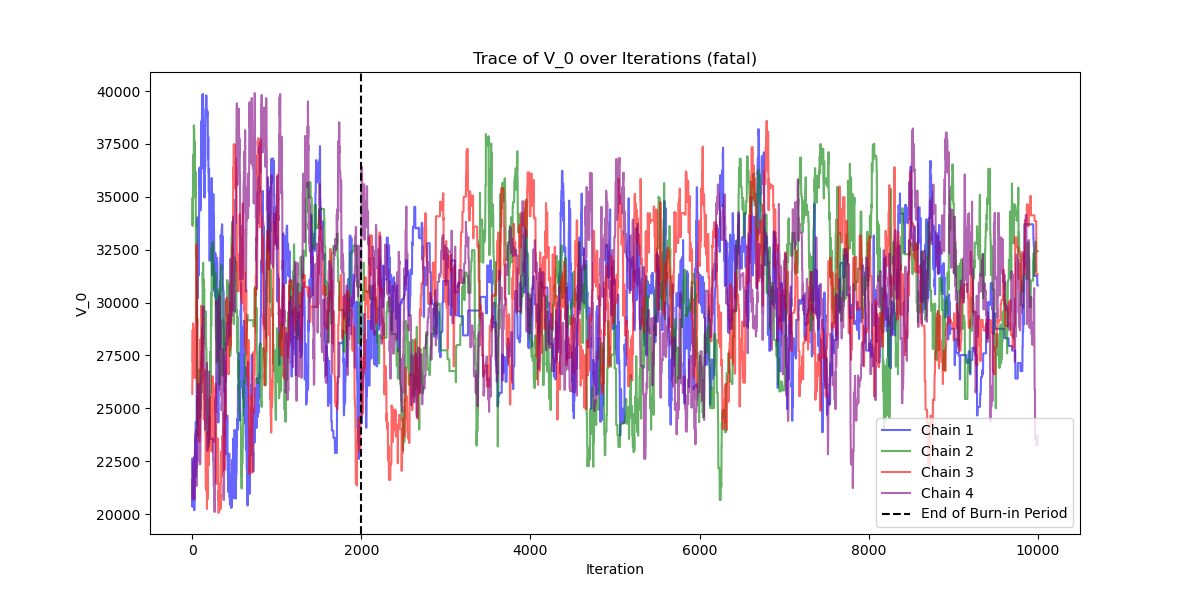 Trace of V_0 over Iterations (fatal)
40000
37500
35000
32500
30000
27500
25000
22500
20000
V_0
0
2000
4000
6000
8000
10000
Iteration
Chain 1
Chain 2
Chain 3
Chain 4
End of Burn-in Period